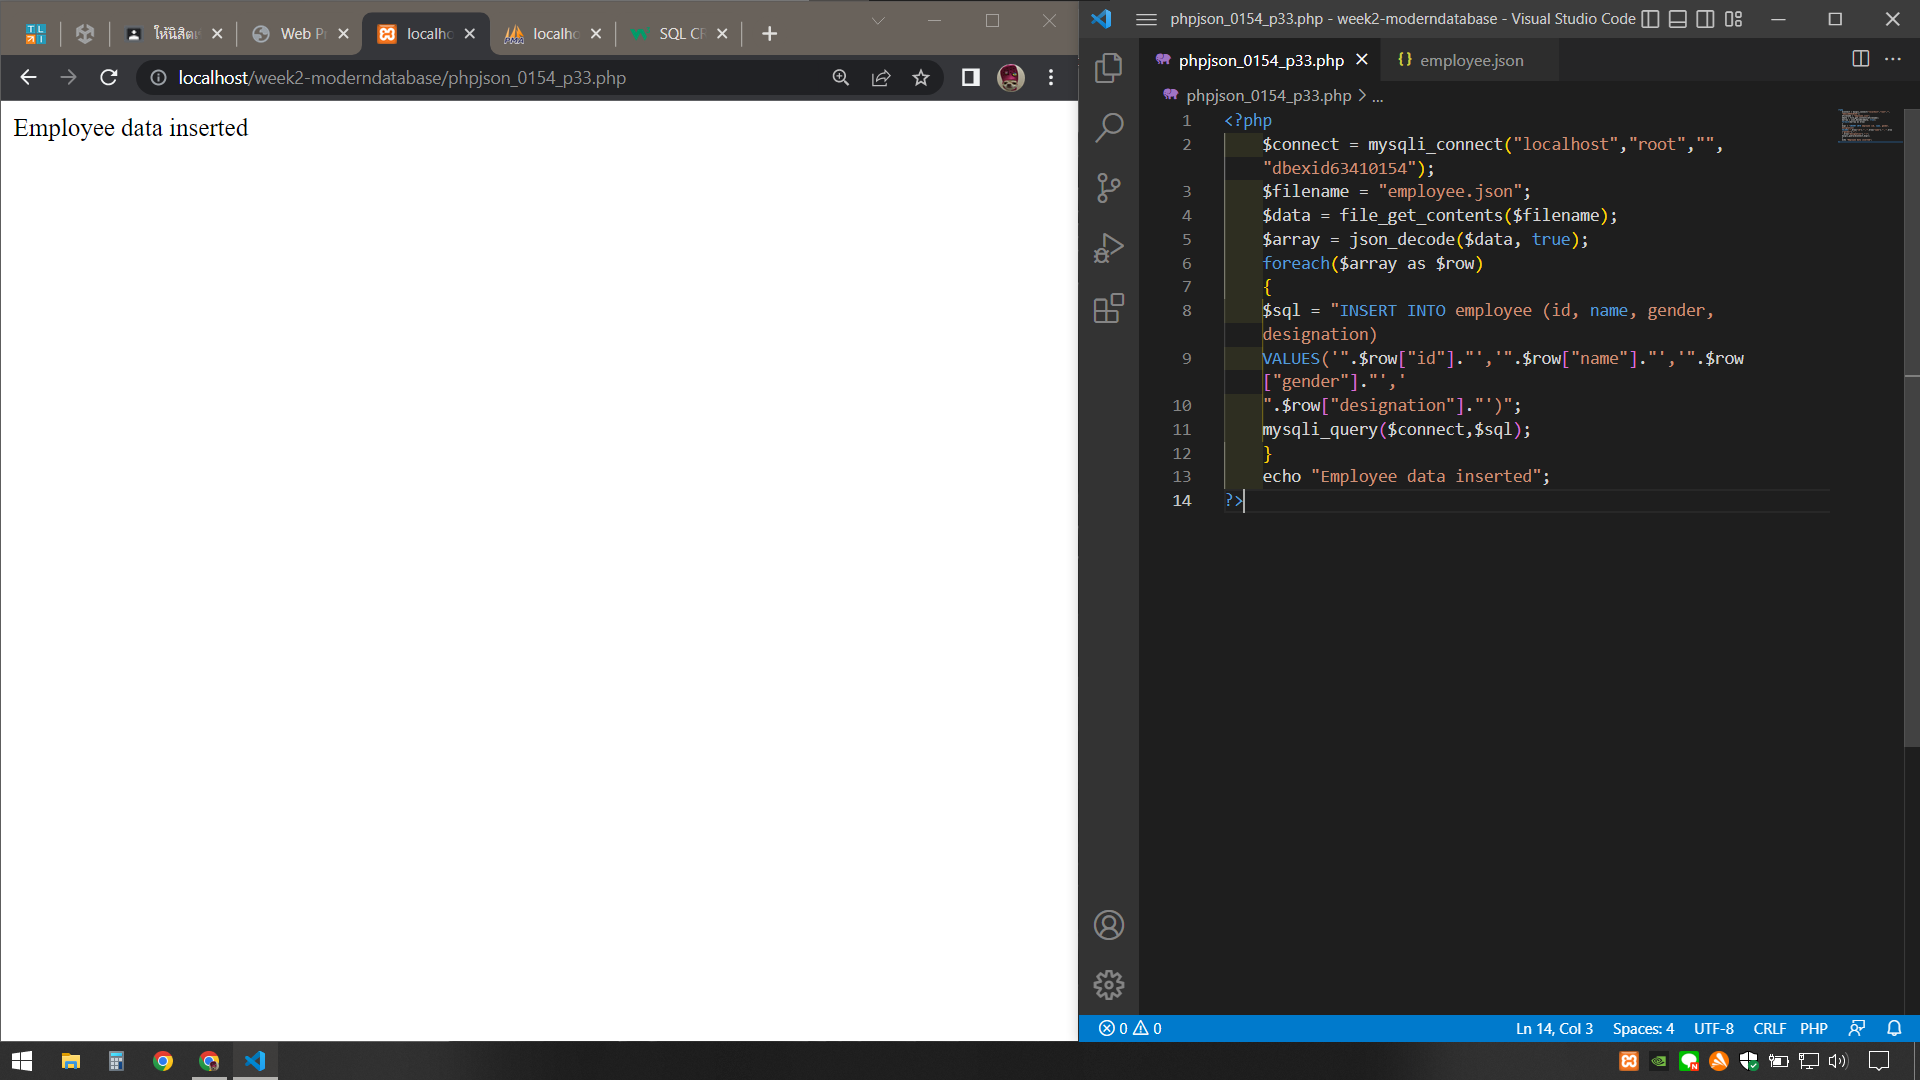 TL
ZI
ให้นิสิต
Web P
localho
localho
SQL CR
localhost/week2-moderndatabase/phpjson_0154_p33.php
Employee data inserted
phpjson_0154_p33.php - week2-moderndatabase - Visual Studio Code
phpjson_0154_p33.php
{} employee.json
phpjson_0154_p33.php > ...
1 <?php
2 $connect = mysqli_connect("localhost","root","",
"dbexid63410154");
3 $filename = "employee.json";
4 $data = file_get_contents($filename);
5 $array = json_decode($data, true);
6 foreach($array as $row)
7 {
8 $sql = "INSERT INTO employee (id, name, gender,
designation)
9 VALUES('".$row["id"]."','".$row["name"]."','".$row
["gender"]."','
10 ".$row["designation"]."')";
11 mysqli_query($connect,$sql);
12 }
13 echo "Employee data inserted";
14 ?>
0 0
Ln 14, Col 3
Spaces: 4
UTF-8
CRLF
PHP